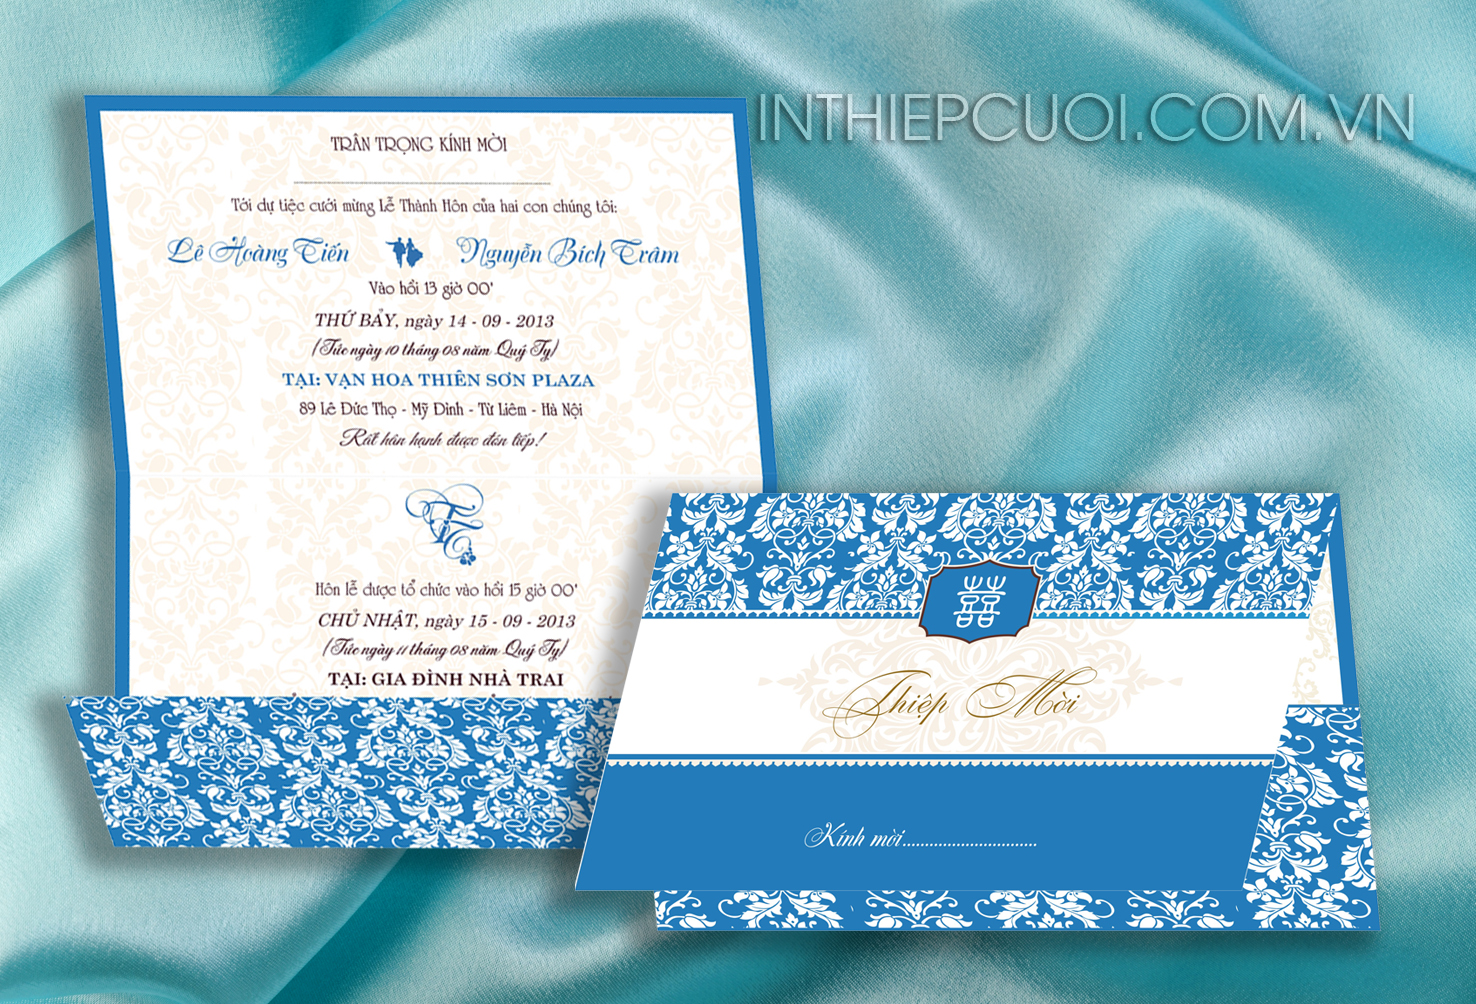 INTHIEPCUOI.COM.VN
TRÂN TRỌNG KÍNH MỜI
Tới dự tiệc cưới mừng Lễ Thành Hôn của hai con chúng tôi:
Lê Hoàng Tiến Nguyễn Bích Trâm
Vào hồi 13 giờ 00'
THỨ BẢY, ngày 14 - 09 - 2013
(Tức ngày 10 tháng 08 năm Quý Tỵ)
TẠI: VẠN HOA THIÊN SƠN PLAZA
89 Lê Đức Thọ - Mỹ Đình - Từ Liêm - Hà Nội
Rất hân hạnh được đón tiếp!
Hôn lễ được tổ chức vào hồi 15 giờ 00'
CHỦ NHẬT, ngày 15 - 09 - 2013
(Tức ngày 11 tháng 08 năm Quý Tỵ)
TẠI: GIA ĐÌNH NHÀ TRAI
囍
Thiệp Mời
Kính mời..............................